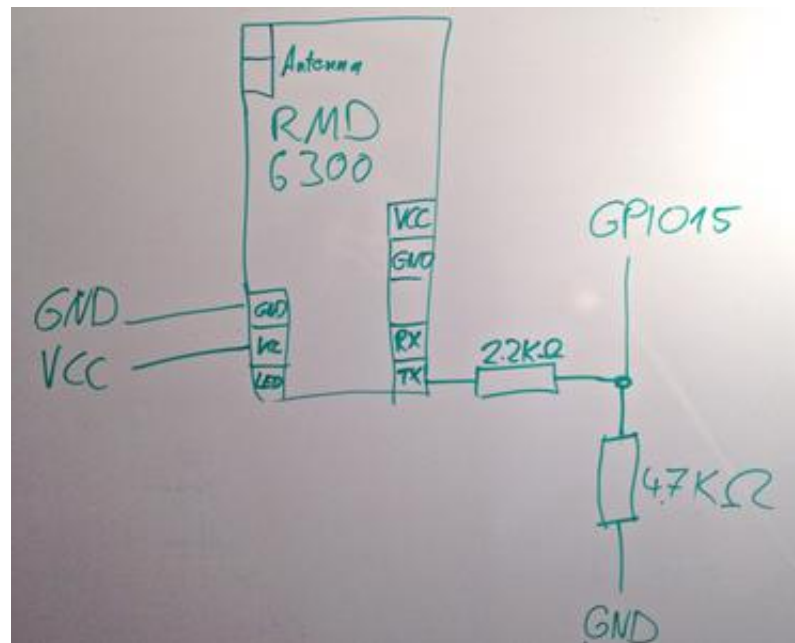 Antenna
RMD
6300
VCC
GND
GPIO15
GND
GND
VCC
VCC
LED
RX
TX
2.2KΩ
4.7KΩ
GND